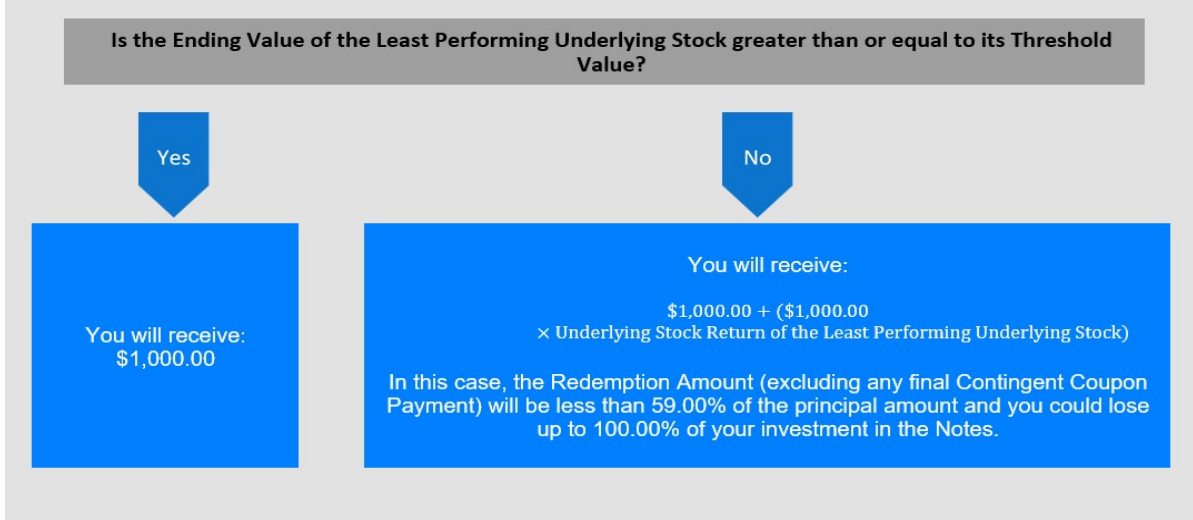 Is the Ending Value of the Least Performing Underlying Stock greater than or equal to its Threshold
Value?
Yes
No
You will receive:
$1,000.00
You will receive:
$1,000.00 + ($1,000.00
× Underlying Stock Return of the Least Performing Underlying Stock)
In this case, the Redemption Amount (excluding any final Contingent Coupon
Payment) will be less than 59.00% of the principal amount and you could lose
up to 100.00% of your investment in the Notes.